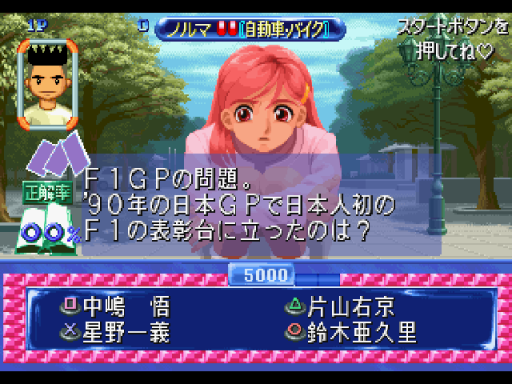 1P
0
ノルマ
[自動車・バイク]
スタートボタンを
押してね♡
正解率
00%
F1GPの問題。
'90年の日本GPで日本人初の
F1の表彰台に立ったのは?
5000
□中嶋 悟
△片山右京
×星野一義
○鈴木亜久里